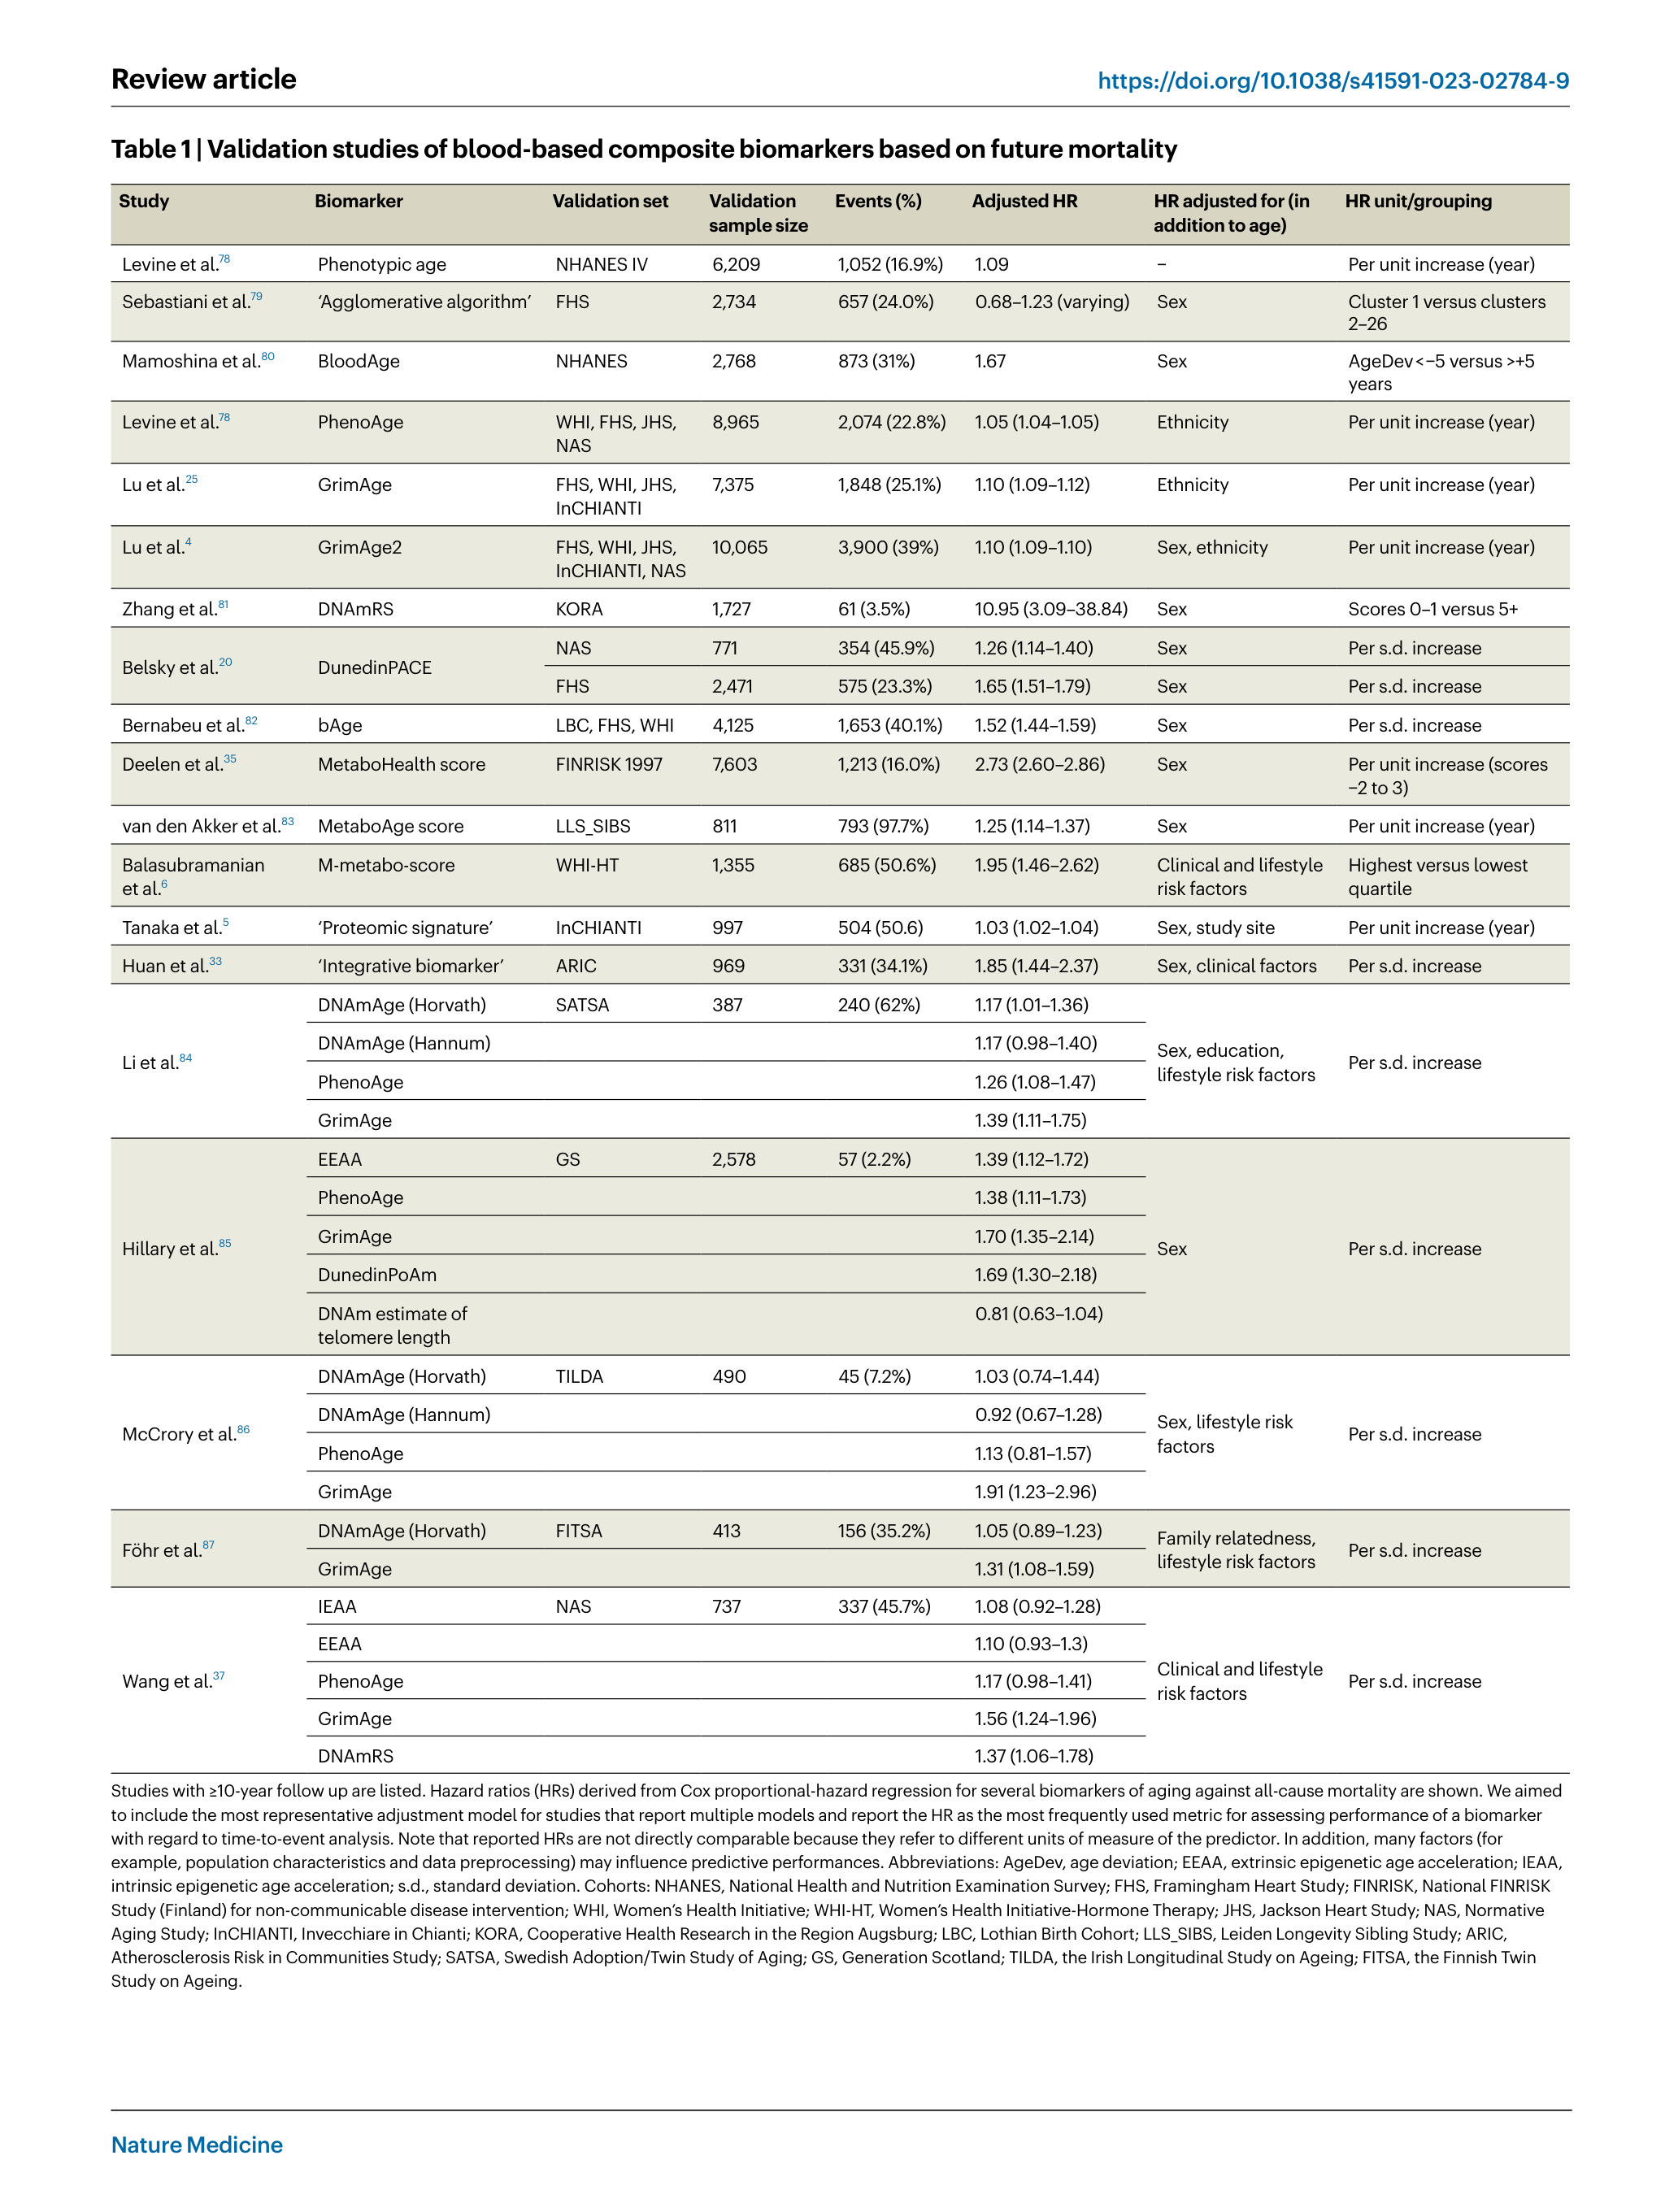 Review article https://doi.org/10.1038/s41591-023-02784-9
Table 1 | Validation studies of blood-based composite biomarkers based on future mortality
Study Biomarker Validation set Validation sample size Events (%) Adjusted HR HR adjusted for (in addition to age) HR unit/grouping
Levine et al.78 Phenotypic age NHANES IV 6,209 1,052 (16.9%) 1.09 – Per unit increase (year)
Sebastiani et al.79 ‘Agglomerative algorithm’ FHS 2,734 657 (24.0%) 0.68–1.23 (varying) Sex Cluster 1 versus clusters 2–26
Mamoshina et al.80 BloodAge NHANES 2,768 873 (31%) 1.67 Sex AgeDev<−5 versus >+5 years
Levine et al.78 PhenoAge WHI, FHS, JHS, NAS 8,965 2,074 (22.8%) 1.05 (1.04–1.05) Ethnicity Per unit increase (year)
Lu et al.25 GrimAge FHS, WHI, JHS, InCHIANTI 7,375 1,848 (25.1%) 1.10 (1.09–1.12) Ethnicity Per unit increase (year)
Lu et al.4 GrimAge2 FHS, WHI, JHS, InCHIANTI, NAS 10,065 3,900 (39%) 1.10 (1.09–1.10) Sex, ethnicity Per unit increase (year)
Zhang et al.81 DNAmRS KORA 1,727 61 (3.5%) 10.95 (3.09–38.84) Sex Scores 0–1 versus 5+
Belsky et al.20 DunedinPACE NAS 771 354 (45.9%) 1.26 (1.14–1.40) Sex Per s.d. increase
FHS 2,471 575 (23.3%) 1.65 (1.51–1.79) Sex Per s.d. increase
Bernabeu et al.82 bAge LBC, FHS, WHI 4,125 1,653 (40.1%) 1.52 (1.44–1.59) Sex Per s.d. increase
Deelen et al.35 MetaboHealth score FINRISK 1997 7,603 1,213 (16.0%) 2.73 (2.60–2.86) Sex Per unit increase (scores −2 to 3)
van den Akker et al.83 MetaboAge score LLS_SIBS 811 793 (97.7%) 1.25 (1.14–1.37) Sex Per unit increase (year)
Balasubramanian et al.6 M-metabo-score WHI-HT 1,355 685 (50.6%) 1.95 (1.46–2.62) Clinical and lifestyle risk factors Highest versus lowest quartile
Tanaka et al.5 ‘Proteomic signature’ InCHIANTI 997 504 (50.6) 1.03 (1.02–1.04) Sex, study site Per unit increase (year)
Huan et al.33 ‘Integrative biomarker’ ARIC 969 331 (34.1%) 1.85 (1.44–2.37) Sex, clinical factors Per s.d. increase
Li et al.84 DNAmAge (Horvath) SATSA 387 240 (62%) 1.17 (1.01–1.36) Sex, education, lifestyle risk factors Per s.d. increase
DNAmAge (Hannum) 1.17 (0.98–1.40)
PhenoAge 1.26 (1.08–1.47)
GrimAge 1.39 (1.11–1.75)
Hillary et al.85 EEAA GS 2,578 57 (2.2%) 1.39 (1.12–1.72) Sex Per s.d. increase
PhenoAge 1.38 (1.11–1.73)
GrimAge 1.70 (1.35–2.14)
DunedinPoAm 1.69 (1.30–2.18)
DNAm estimate of telomere length 0.81 (0.63–1.04)
McCrory et al.86 DNAmAge (Horvath) TILDA 490 45 (7.2%) 1.03 (0.74–1.44) Sex, lifestyle risk factors Per s.d. increase
DNAmAge (Hannum) 0.92 (0.67–1.28)
PhenoAge 1.13 (0.81–1.57)
GrimAge 1.91 (1.23–2.96)
Föhr et al.87 DNAmAge (Horvath) FITSA 413 156 (35.2%) 1.05 (0.89–1.23) Family relatedness, lifestyle risk factors Per s.d. increase
GrimAge 1.31 (1.08–1.59)
Wang et al.37 IEAA NAS 737 337 (45.7%) 1.08 (0.92–1.28) Clinical and lifestyle risk factors Per s.d. increase
EEAA 1.10 (0.93–1.3)
PhenoAge 1.17 (0.98–1.41)
GrimAge 1.56 (1.24–1.96)
DNAmRS 1.37 (1.06–1.78)
Studies with ≥10-year follow up are listed. Hazard ratios (HRs) derived from Cox proportional-hazard regression for several biomarkers of aging against all-cause mortality are shown. We aimed
to include the most representative adjustment model for studies that report multiple models and report the HR as the most frequently used metric for assessing performance of a biomarker
with regard to time-to-event analysis. Note that reported HRs are not directly comparable because they refer to different units of measure of the predictor. In addition, many factors (for
example, population characteristics and data preprocessing) may influence predictive performances. Abbreviations: AgeDev, age deviation; EEAA, extrinsic epigenetic age acceleration; IEAA,
intrinsic epigenetic age acceleration; s.d., standard deviation. Cohorts: NHANES, National Health and Nutrition Examination Survey; FHS, Framingham Heart Study; FINRISK, National FINRISK
Study (Finland) for non-communicable disease intervention; WHI, Women’s Health Initiative; WHI-HT, Women’s Health Initiative-Hormone Therapy; JHS, Jackson Heart Study; NAS, Normative
Aging Study; InCHIANTI, Invecchiare in Chianti; KORA, Cooperative Health Research in the Region Augsburg; LBC, Lothian Birth Cohort; LLS_SIBS, Leiden Longevity Sibling Study; ARIC,
Atherosclerosis Risk in Communities Study; SATSA, Swedish Adoption/Twin Study of Aging; GS, Generation Scotland; TILDA, the Irish Longitudinal Study on Ageing; FITSA, the Finnish Twin
Study on Ageing.
Nature Medicine